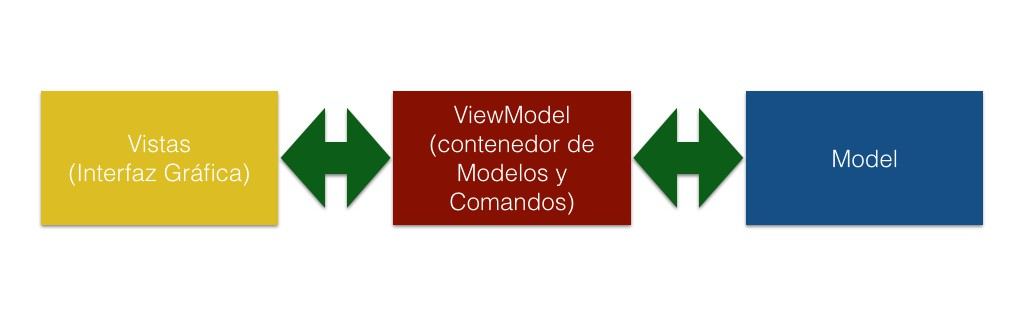 Vistas
(Interfaz Gráfica)
ViewModel
(contenedor de
Modelos y
Comandos)
Model